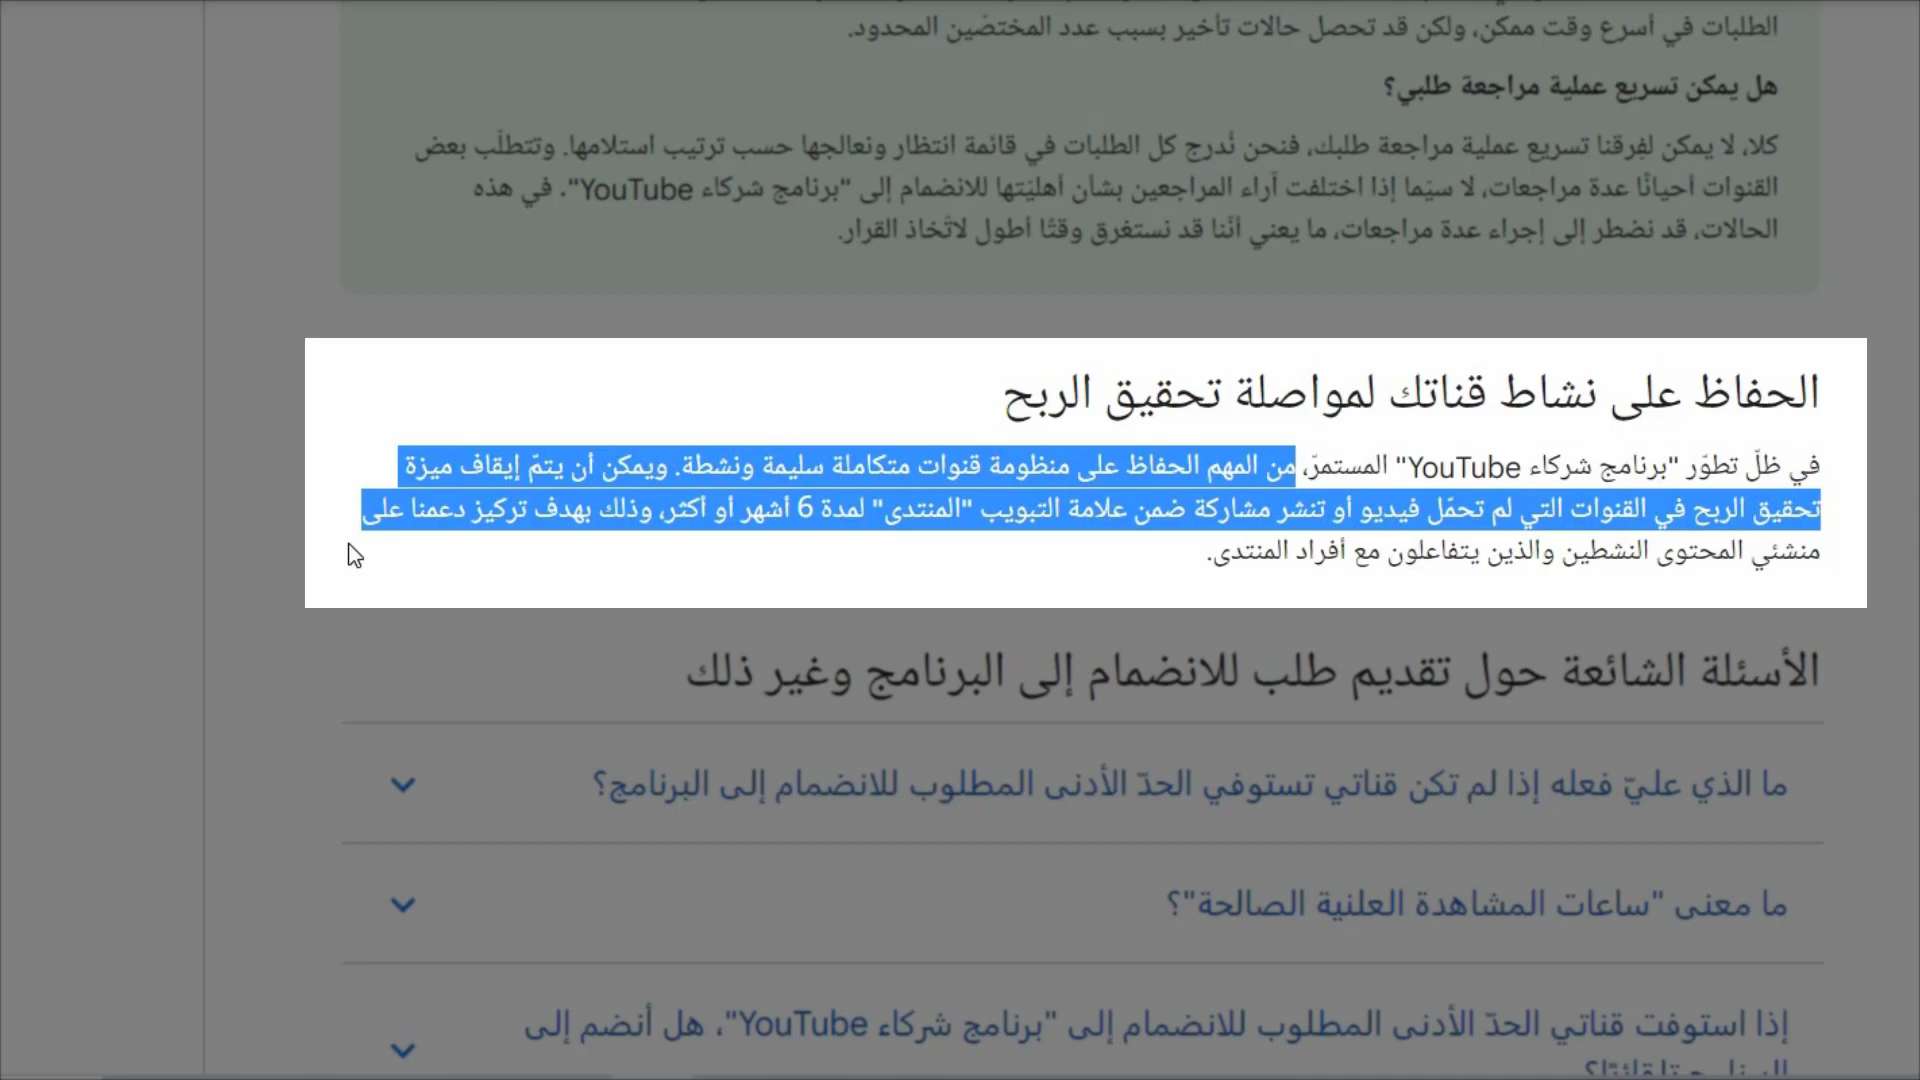 الطلبات في أسرع وقت ممكن، ولكن قد تحصل حالات تأخير بسبب عدد المختصّين المحدود.
هل يمكن تسريع عملية مراجعة طلبي؟
كلا، لا يمكن لفِرقنا تسريع عملية مراجعة طلبك، فنحن نُدرج كل الطلبات في قائمة انتظار ونعالجها حسب ترتيب استلامها. وتتطلّب بعض
القنوات أحيانًا عدة مراجعات، لا سيّما إذا اختلفت آراء المراجعين بشأن أهليّتها للانضمام إلى "برنامج شركاء YouTube". في هذه
الحالات، قد نضطر إلى إجراء عدة مراجعات، ما يعني أنّنا قد نستغرق وقتًا أطول لاتّخاذ القرار.
الحفاظ على نشاط قناتك لمواصلة تحقيق الربح
في ظلّ تطوّر "برنامج شركاء YouTube" المستمرّ، من المهم الحفاظ على منظومة قنوات متكاملة سليمة ونشطة. ويمكن أن يتمّ إيقاف ميزة
تحقيق الربح في القنوات التي لم تحمّل فيديو أو تنشر مشاركة ضمن علامة التبويب "المنتدى" لمدة 6 أشهر أو أكثر، وذلك بهدف تركيز دعمنا على
منشئي المحتوى النشطين والذين يتفاعلون مع أفراد المنتدى.
الأسئلة الشائعة حول تقديم طلب للانضمام إلى البرنامج وغير ذلك
ما الذي عليّ فعله إذا لم تكن قناتي تستوفي الحدّ الأدنى المطلوب للانضمام إلى البرنامج؟
ما معنى "ساعات المشاهدة العلنية الصالحة"؟
إذا استوفت قناتي الحدّ الأدنى المطلوب للانضمام إلى "برنامج شركاء YouTube"، هل أنضم إلى